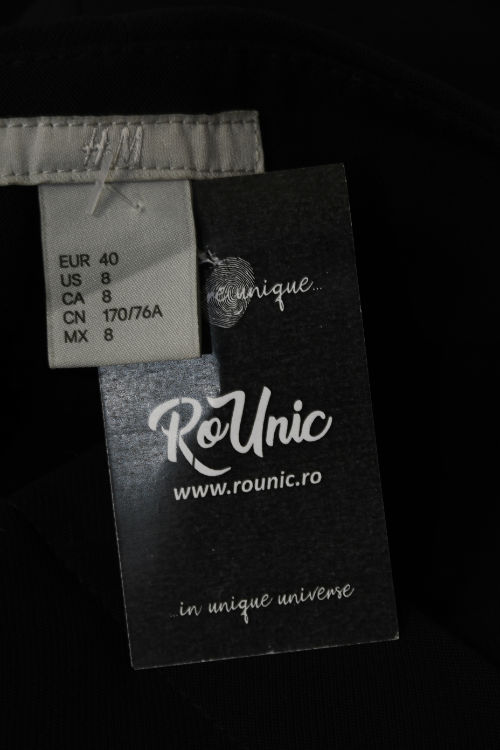 H&M
EUR 40
US 8
CA 8
CN 170/76A
MX 8
unique...
RoUnic
www.rounic.ro
...in unique universe